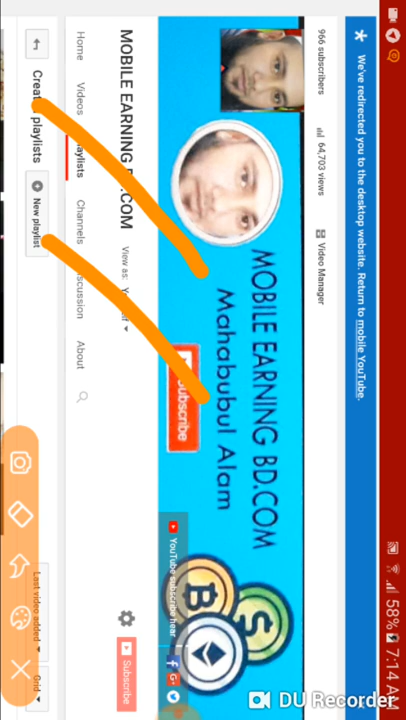 58% 7:14 AM
We've redirected you to the desktop website. Return to mobile YouTube.
966 subscribers 64,703 views Video Manager
MOBILE EARNING BD.COM
Mahabubul Alam
Subscribe
YouTube subscribe hear
MOBILE EARNING BD.COM
View as:
Subscribe
Home Videos Channels About
playlists
New playlist
Last video added Grid
DU Recorder